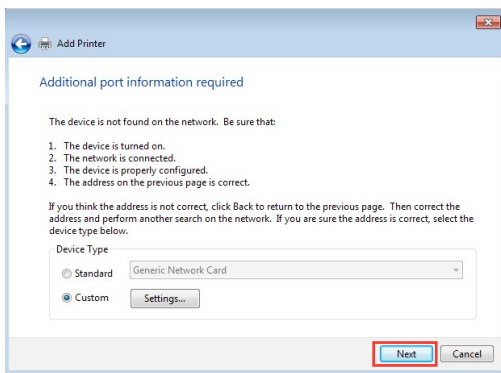 Add Printer
Additional port information required
The device is not found on the network. Be sure that:
1. The device is turned on.
2. The network is connected.
3. The device is properly configured.
4. The address on the previous page is correct.
If you think the address is not correct, click Back to return to the previous page. Then correct the
address and perform another search on the network. If you are sure the address is correct, select the
device type below.
Device Type
Standard
Generic Network Card
Custom
Settings...
Next
Cancel